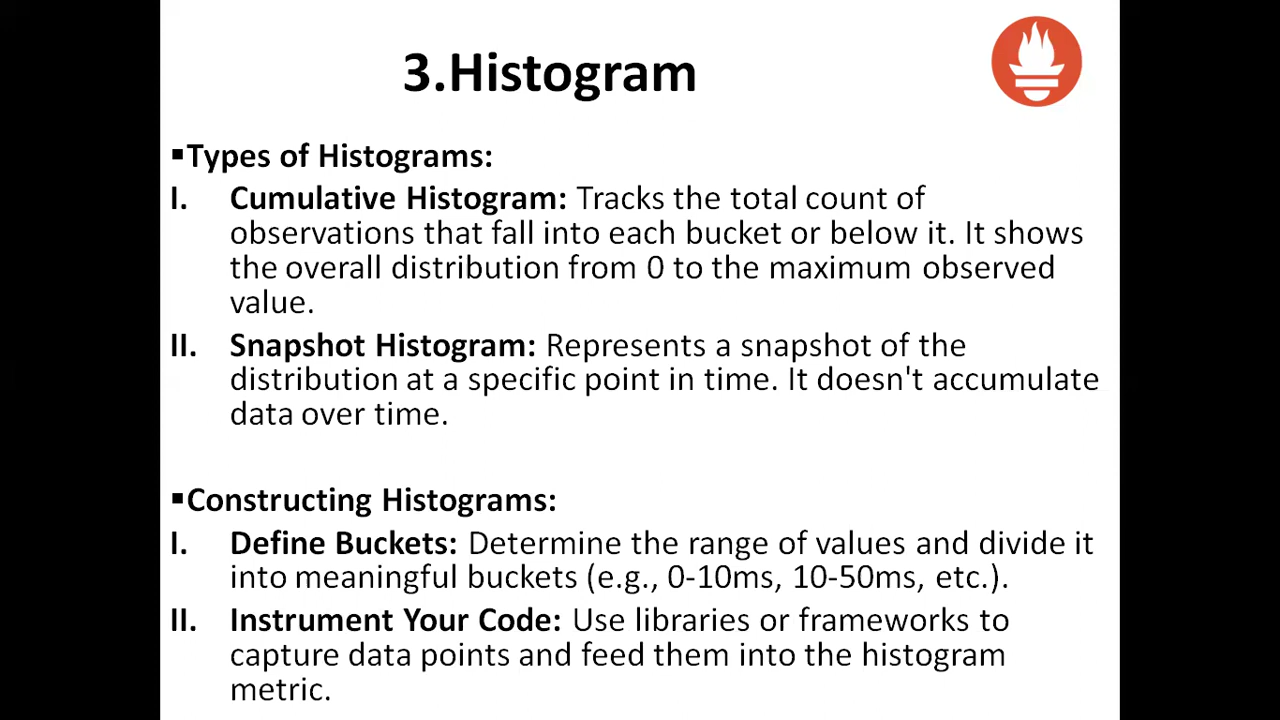 3.Histogram
▪Types of Histograms:
I. Cumulative Histogram: Tracks the total count of
observations that fall into each bucket or below it. It shows
the overall distribution from 0 to the maximum observed
value.
II. Snapshot Histogram: Represents a snapshot of the
distribution at a specific point in time. It doesn't accumulate
data over time.
▪Constructing Histograms:
I. Define Buckets: Determine the range of values and divide it
into meaningful buckets (e.g., 0-10ms, 10-50ms, etc.).
II. Instrument Your Code: Use libraries or frameworks to
capture data points and feed them into the histogram
metric.